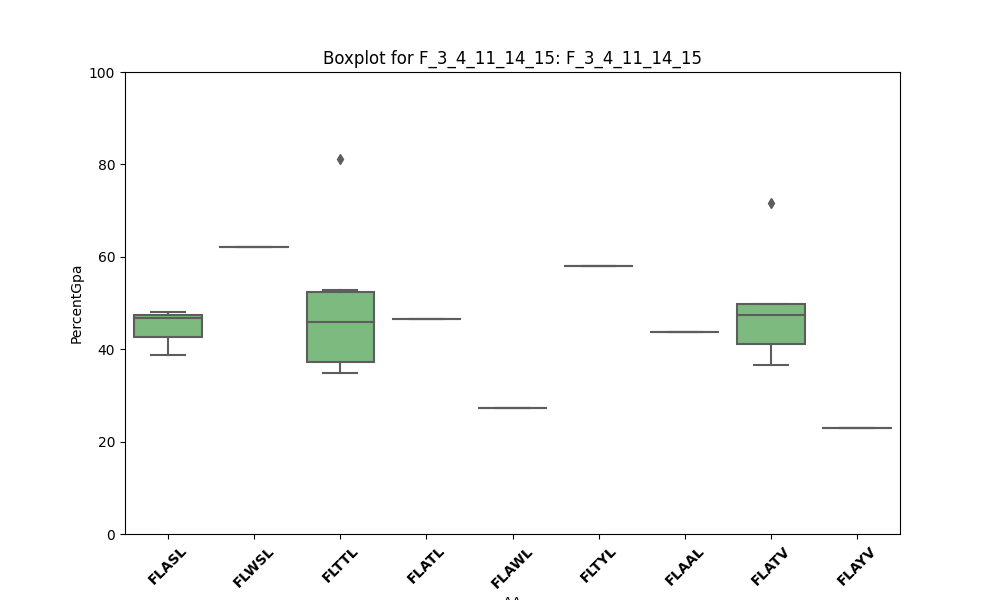 Boxplot for F_3_4_11_14_15: F_3_4_11_14_15
100
80
60
40
20
0
PercentGpa
FLASL
FLWSL
FLTTL
FLATL
FLAWL
FLTYL
FLAAL
FLATV
FLAYV